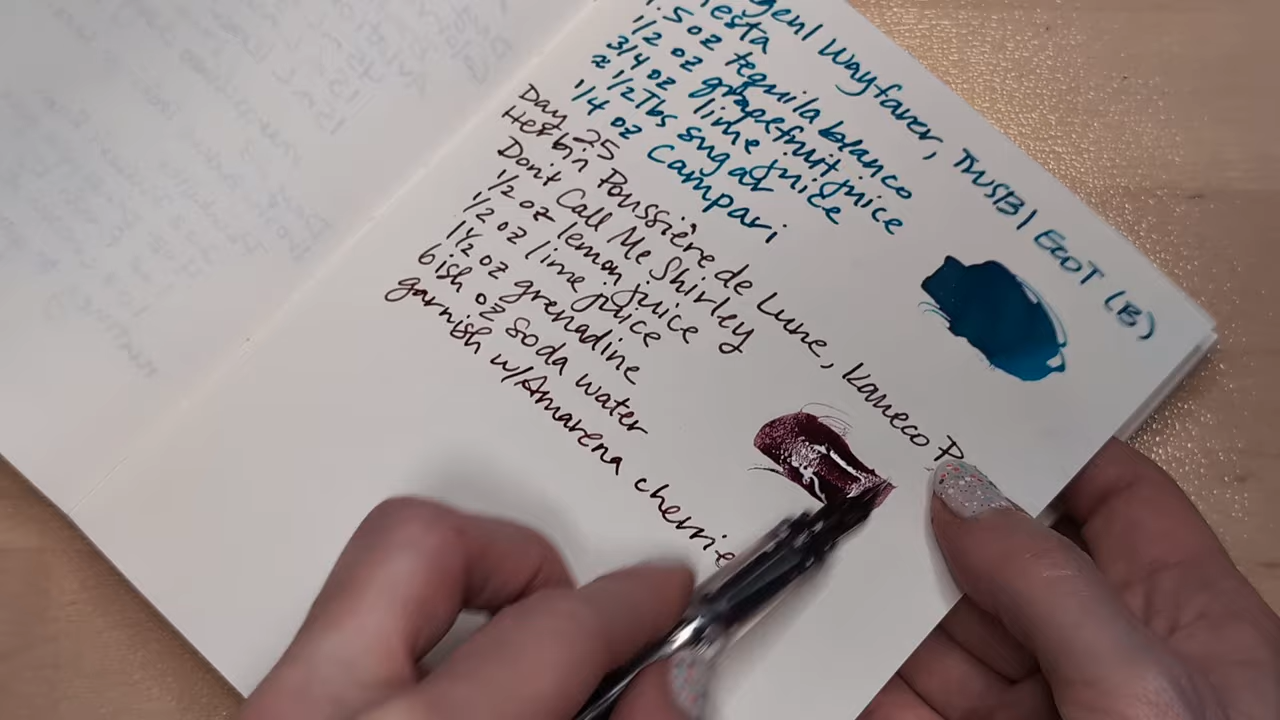 Wayfarer, TWSBI ECO T (B)
1.5 oz tequila blanco
1/2 oz grapefruit juice
3/4 oz lime juice
≈ 1/2 Tbs sugar
1/4 oz Campari
Day 25
Herbin Poussière de Lune, Kaweco
Don't Call Me Shirley
1/2 oz lemon juice
1/2 oz lime juice
1 1/2 oz grenadine
6ish oz soda water
garnish w/Amarena cherrie